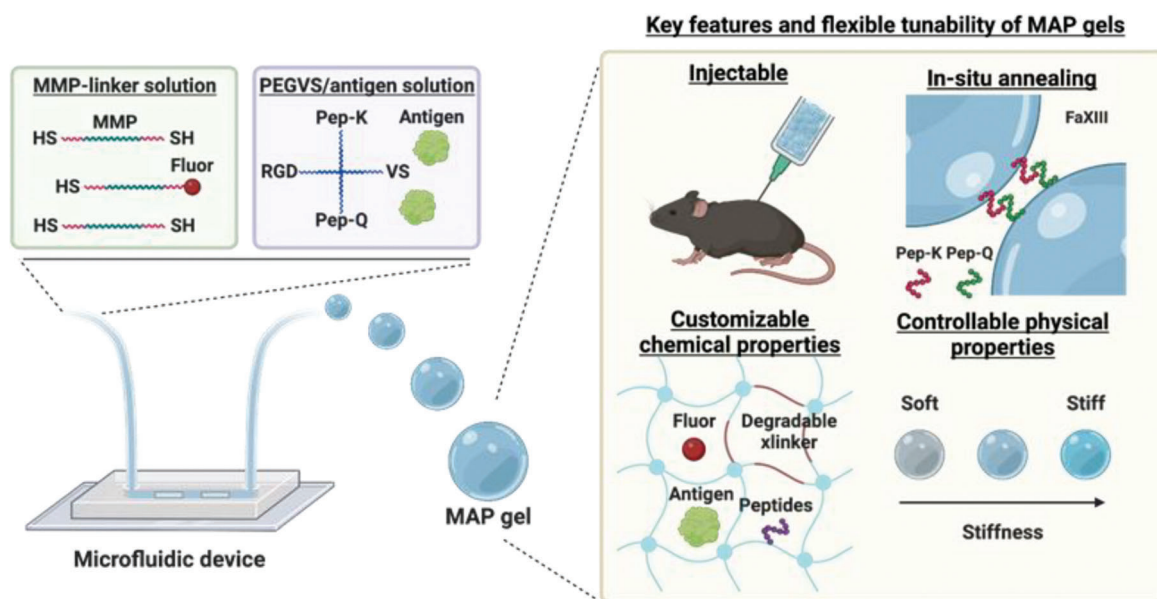 Key features and flexible tunability of MAP gels
MMP-linker solution
HS MMP SH
Fluor
HS
HS SH
PEGVS/antigen solution
Pep-K Antigen
RGD VS
Pep-Q
Microfluidic device
MAP gel
Injectable
In-situ annealing
FaXIII
Pep-K Pep-Q
Customizable
chemical properties
Fluor
Degradable
xlinker
Antigen
Peptides
Controllable physical
properties
Soft Stiff
Stiffness